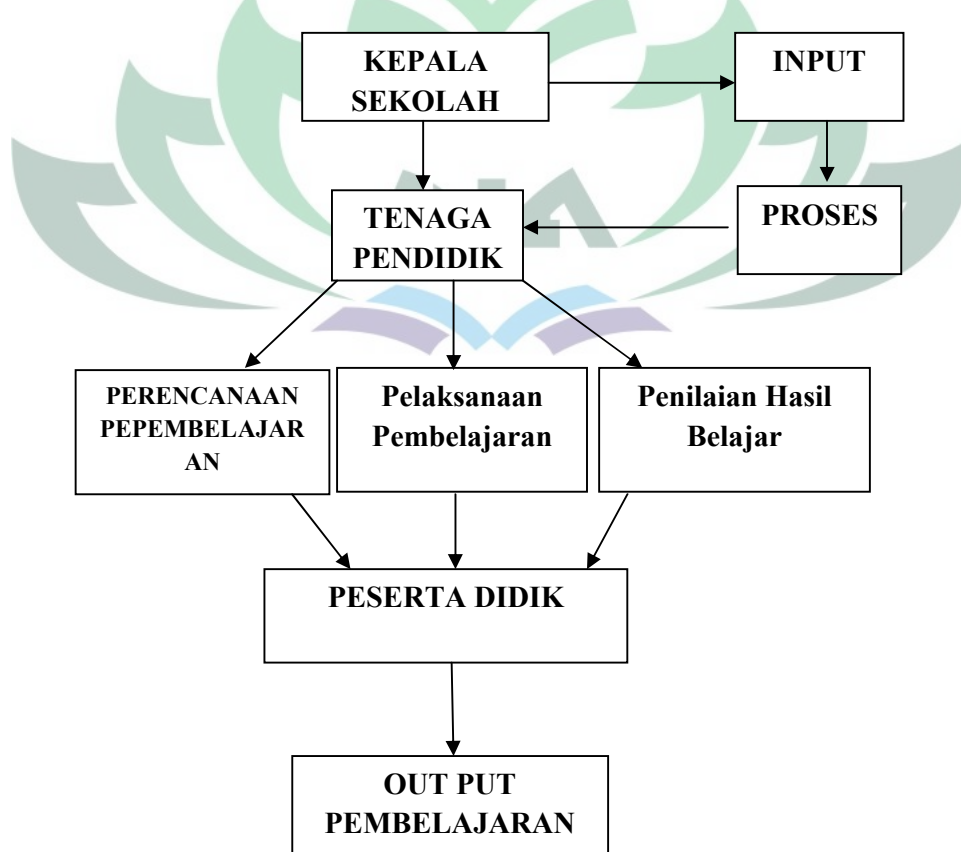 KEPALA
SEKOLAH
INPUT
TENAGA
PENDIDIK
PROSES
PERENCANAAN
PEPEMBELAJAR
AN
Pelaksanaan
Pembelajaran
Penilaian Hasil
Belajar
PESERTA DIDIK
OUT PUT
PEMBELAJARAN